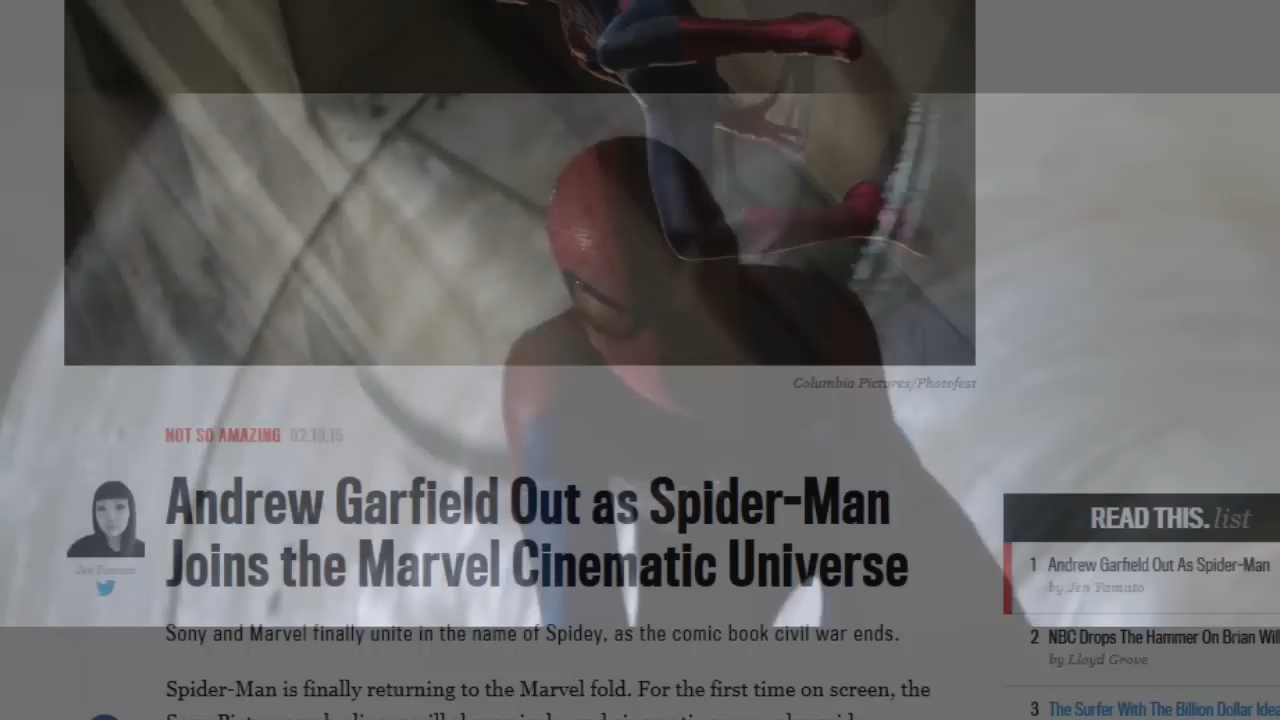 Columbia Pictures/Photofest
NOT SO AMAZING 02.10.15
Andrew Garfield Out as Spider-Man
Joins the Marvel Cinematic Universe
Jen Yamato
Sony and Marvel finally unite in the name of Spidey, as the comic book civil war ends.
Spider-Man is finally returning to the Marvel fold. For the first time on screen, the
READ THIS. list
1 Andrew Garfield Out As Spider-Man
by Jen Yamato
2 NBC Drops The Hammer On Brian Will
by Lloyd Grove
3 The Surfer With The Billion Dollar Idea